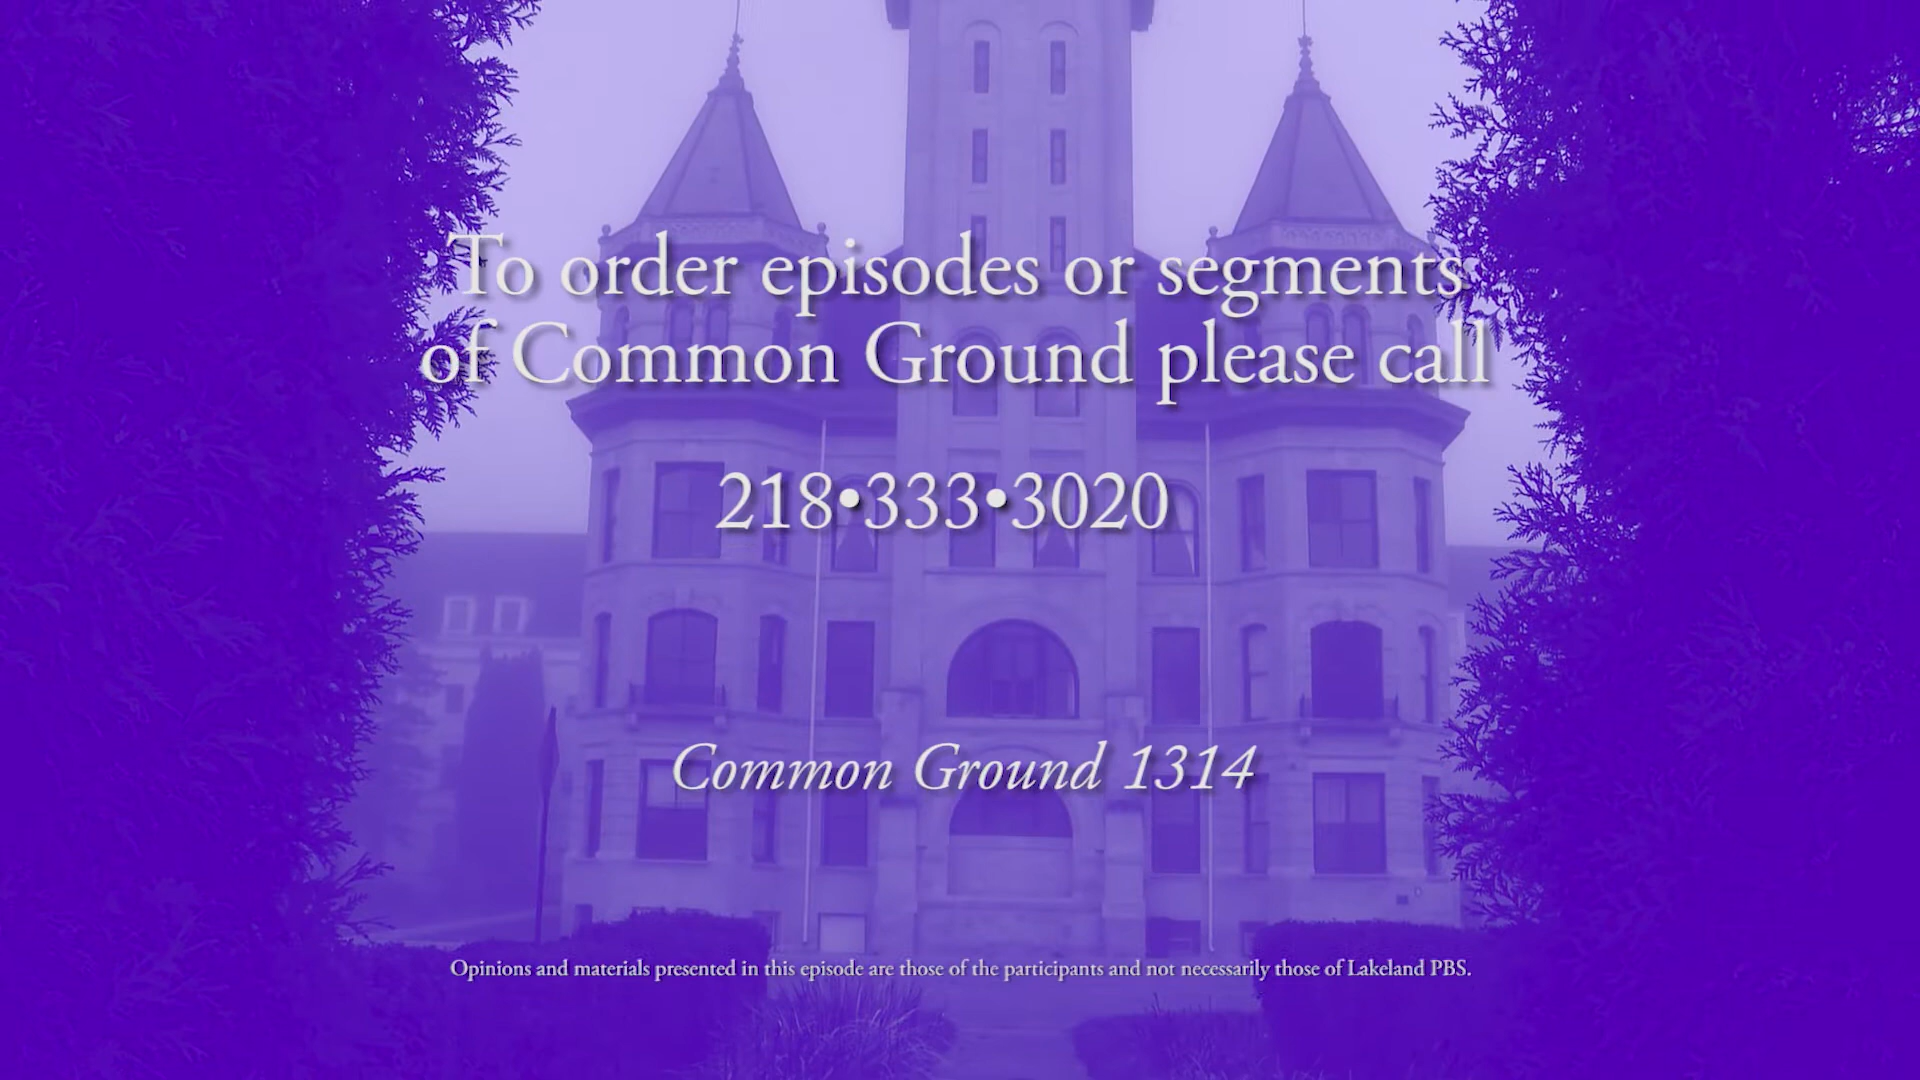 To order episodes or segments
of Common Ground please call
218•333•3020
Common Ground 1314
Opinions and materials presented in this episode are those of the participants and not necessarily those of Lakeland PBS.